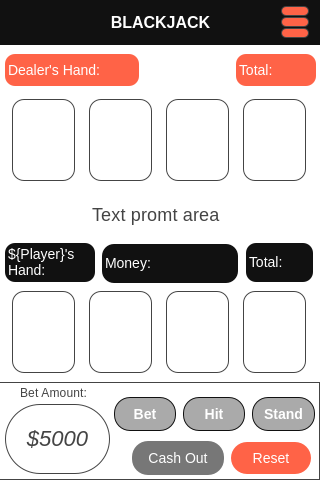 BLACKJACK
Dealer's Hand:
Total:
Text promt area
${Player}'s
Hand:
Money:
Total:
Bet Amount:
$5000
Bet
Hit
Stand
Cash Out
Reset